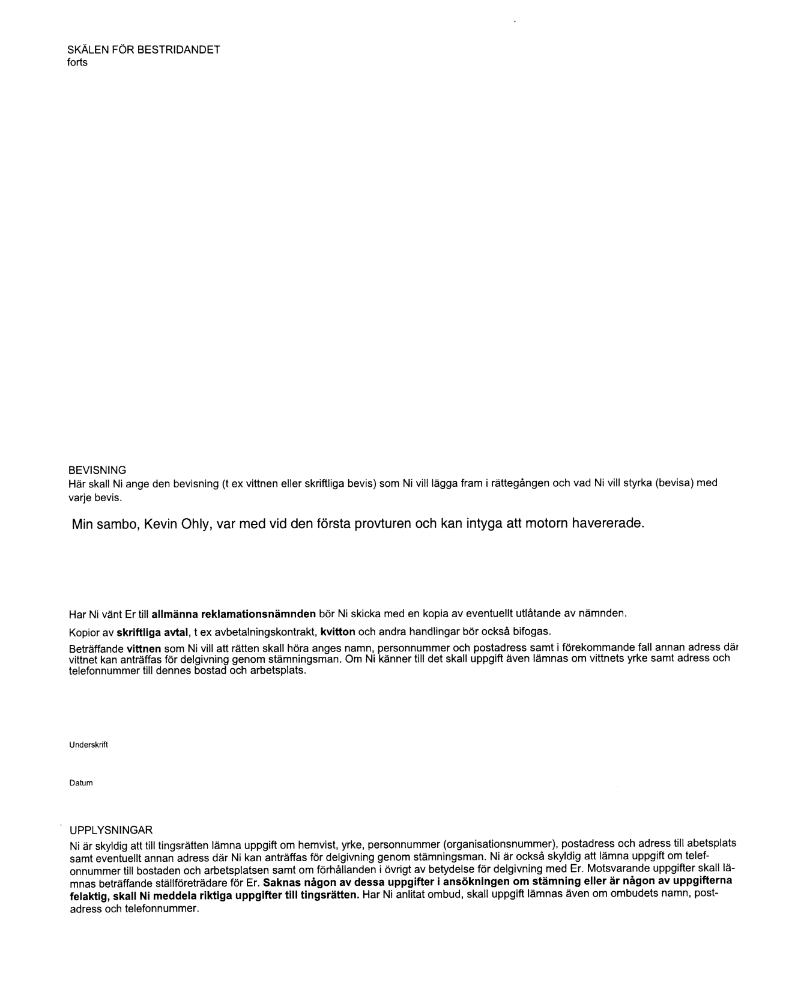 SKÄLEN FÖR BESTRIDANDET
forts
BEVISNING
Här skall Ni ange den bevisning (t ex vittnen eller skriftliga bevis) som Ni vill lägga fram i rättegången och vad Ni vill styrka (bevisa) med
varje bevis.
Min sambo, Kevin Ohly, var med vid den första provturen och kan intyga att motorn havererade.
Har Ni vänt Er till allmänna reklamationsnämnden bör Ni skicka med en kopia av eventuellt utlåtande av nämnden.
Kopior av skriftliga avtal, t ex avbetalningskontrakt, kvitton och andra handlingar bör också bifogas.
Beträffande vittnen som Ni vill att rätten skall höra anges namn, personnummer och postadress samt i förekommande fall annan adress där
vittnet kan anträffas för delgivning genom stämningsman. Om Ni känner till det skall uppgift även lämnas om vittnets yrke samt adress och
telefonnummer till dennes bostad och arbetsplats.
Underskrift
Datum
UPPLYSNINGAR
Ni är skyldig att till tingsrätten lämna uppgift om hemvist, yrke, personnummer (organisationsnummer), postadress och adress till abetsplats
samt eventuellt annan adress där Ni kan anträffas för delgivning genom stämningsman. Ni är också skyldig att lämna uppgift om telef-
onnummer till bostaden och arbetsplatsen samt om förhållanden i övrigt av betydelse för delgivning med Er. Motsvarande uppgifter skall lä-
mnas beträffande ställföreträdare för Er. Saknas någon av dessa uppgifter i ansökningen om stämning eller är någon av uppgifterna
felaktig, skall Ni meddela riktiga uppgifter till tingsrätten. Har Ni anlitat ombud, skall uppgift lämnas även om ombudets namn, post-
adress och telefonnummer.